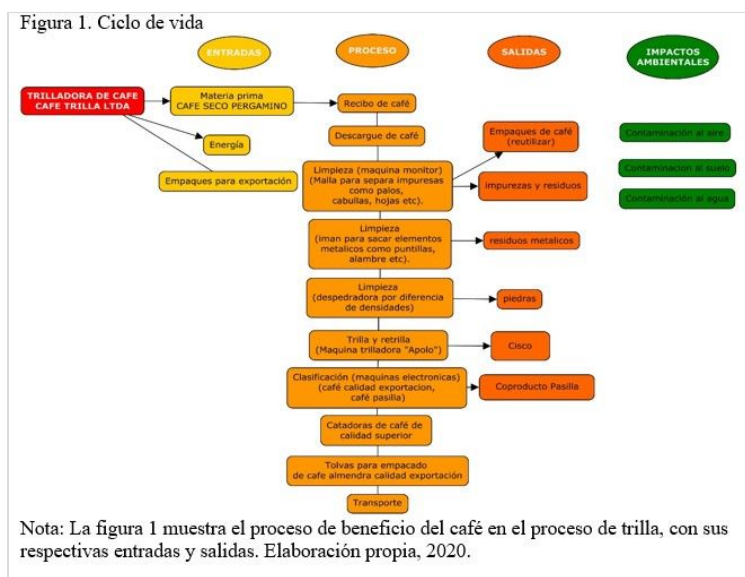 Figura 1. Ciclo de vida
ENTRADAS
PROCESO
SALIDAS
IMPACTOS
AMBIENTALES
TRILLADORA DE CAFE
CAFE TRILLA LTDA
Materia prima
CAFE SECO PERGAMINO
Recibo de café
Descargue de café
Energía
Empaques para exportación
Empaques de café
(reutilizar)
Contaminación al aire
Limpieza (maquina monitor)
(Malla para separa impuresas
como palos,
cabullas, hojas etc).
impurezas y residuos
Contaminacion al suelo
Contaminación al agua
Limpieza
(iman para sacar elementos
metalicos como puntillas,
alambre etc).
residuos metalicos
Limpieza
(despedradora por diferencia
de densidades)
piedras
Trilla y retrilla
(Maquina trilladora "Apolo")
Cisco
Clasificación (maquinas electronicas)
(café calidad exportacion,
café pasilla)
Coproducto Pasilla
Catadoras de café de
calidad superior
Tolvas para empacado
de cafe almendra calidad exportación
Transporte
Nota: La figura 1 muestra el proceso de beneficio del café en el proceso de trilla, con sus
respectivas entradas y salidas. Elaboración propia, 2020.